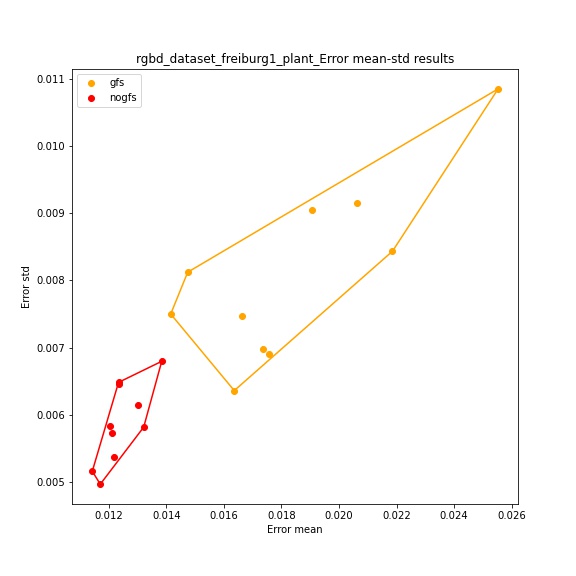 rgbd_dataset_freiburg1_plant_Error mean-std results
gfs
nogfs
0.011
0.010
0.009
0.008
0.007
0.006
0.005
Error std
0.012 0.014 0.016 0.018 0.020 0.022 0.024 0.026
Error mean